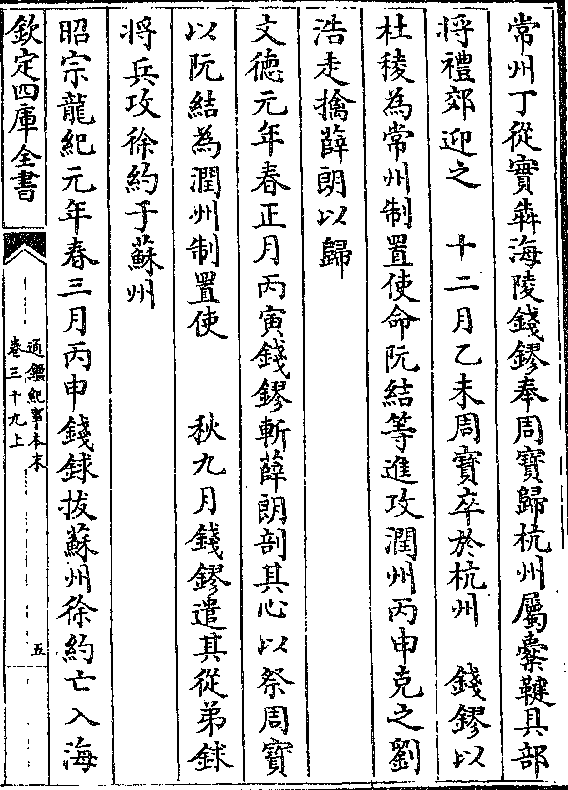 常州丁從實犇海陵錢鏐奉周寶歸杭州屬櫜鞬具部
將禮郊迎之　十二月乙未周寶卒於杭州　錢鏐以
杜稜為常州制置使命阮結等進攻潤州丙申克之劉
浩走擒薛朗以歸
文德元年春正月丙寅錢鏐斬薛朗剖其心以祭周寶
以阮結為潤州制置使　秋九月錢鏐遣其從弟銶
將兵攻徐約于蘇州
昭宗龍紀元年春三月丙申錢銶拔蘇州徐約亡入海
欽定四庫全書
通鑑紀事本末
卷三十九上
五